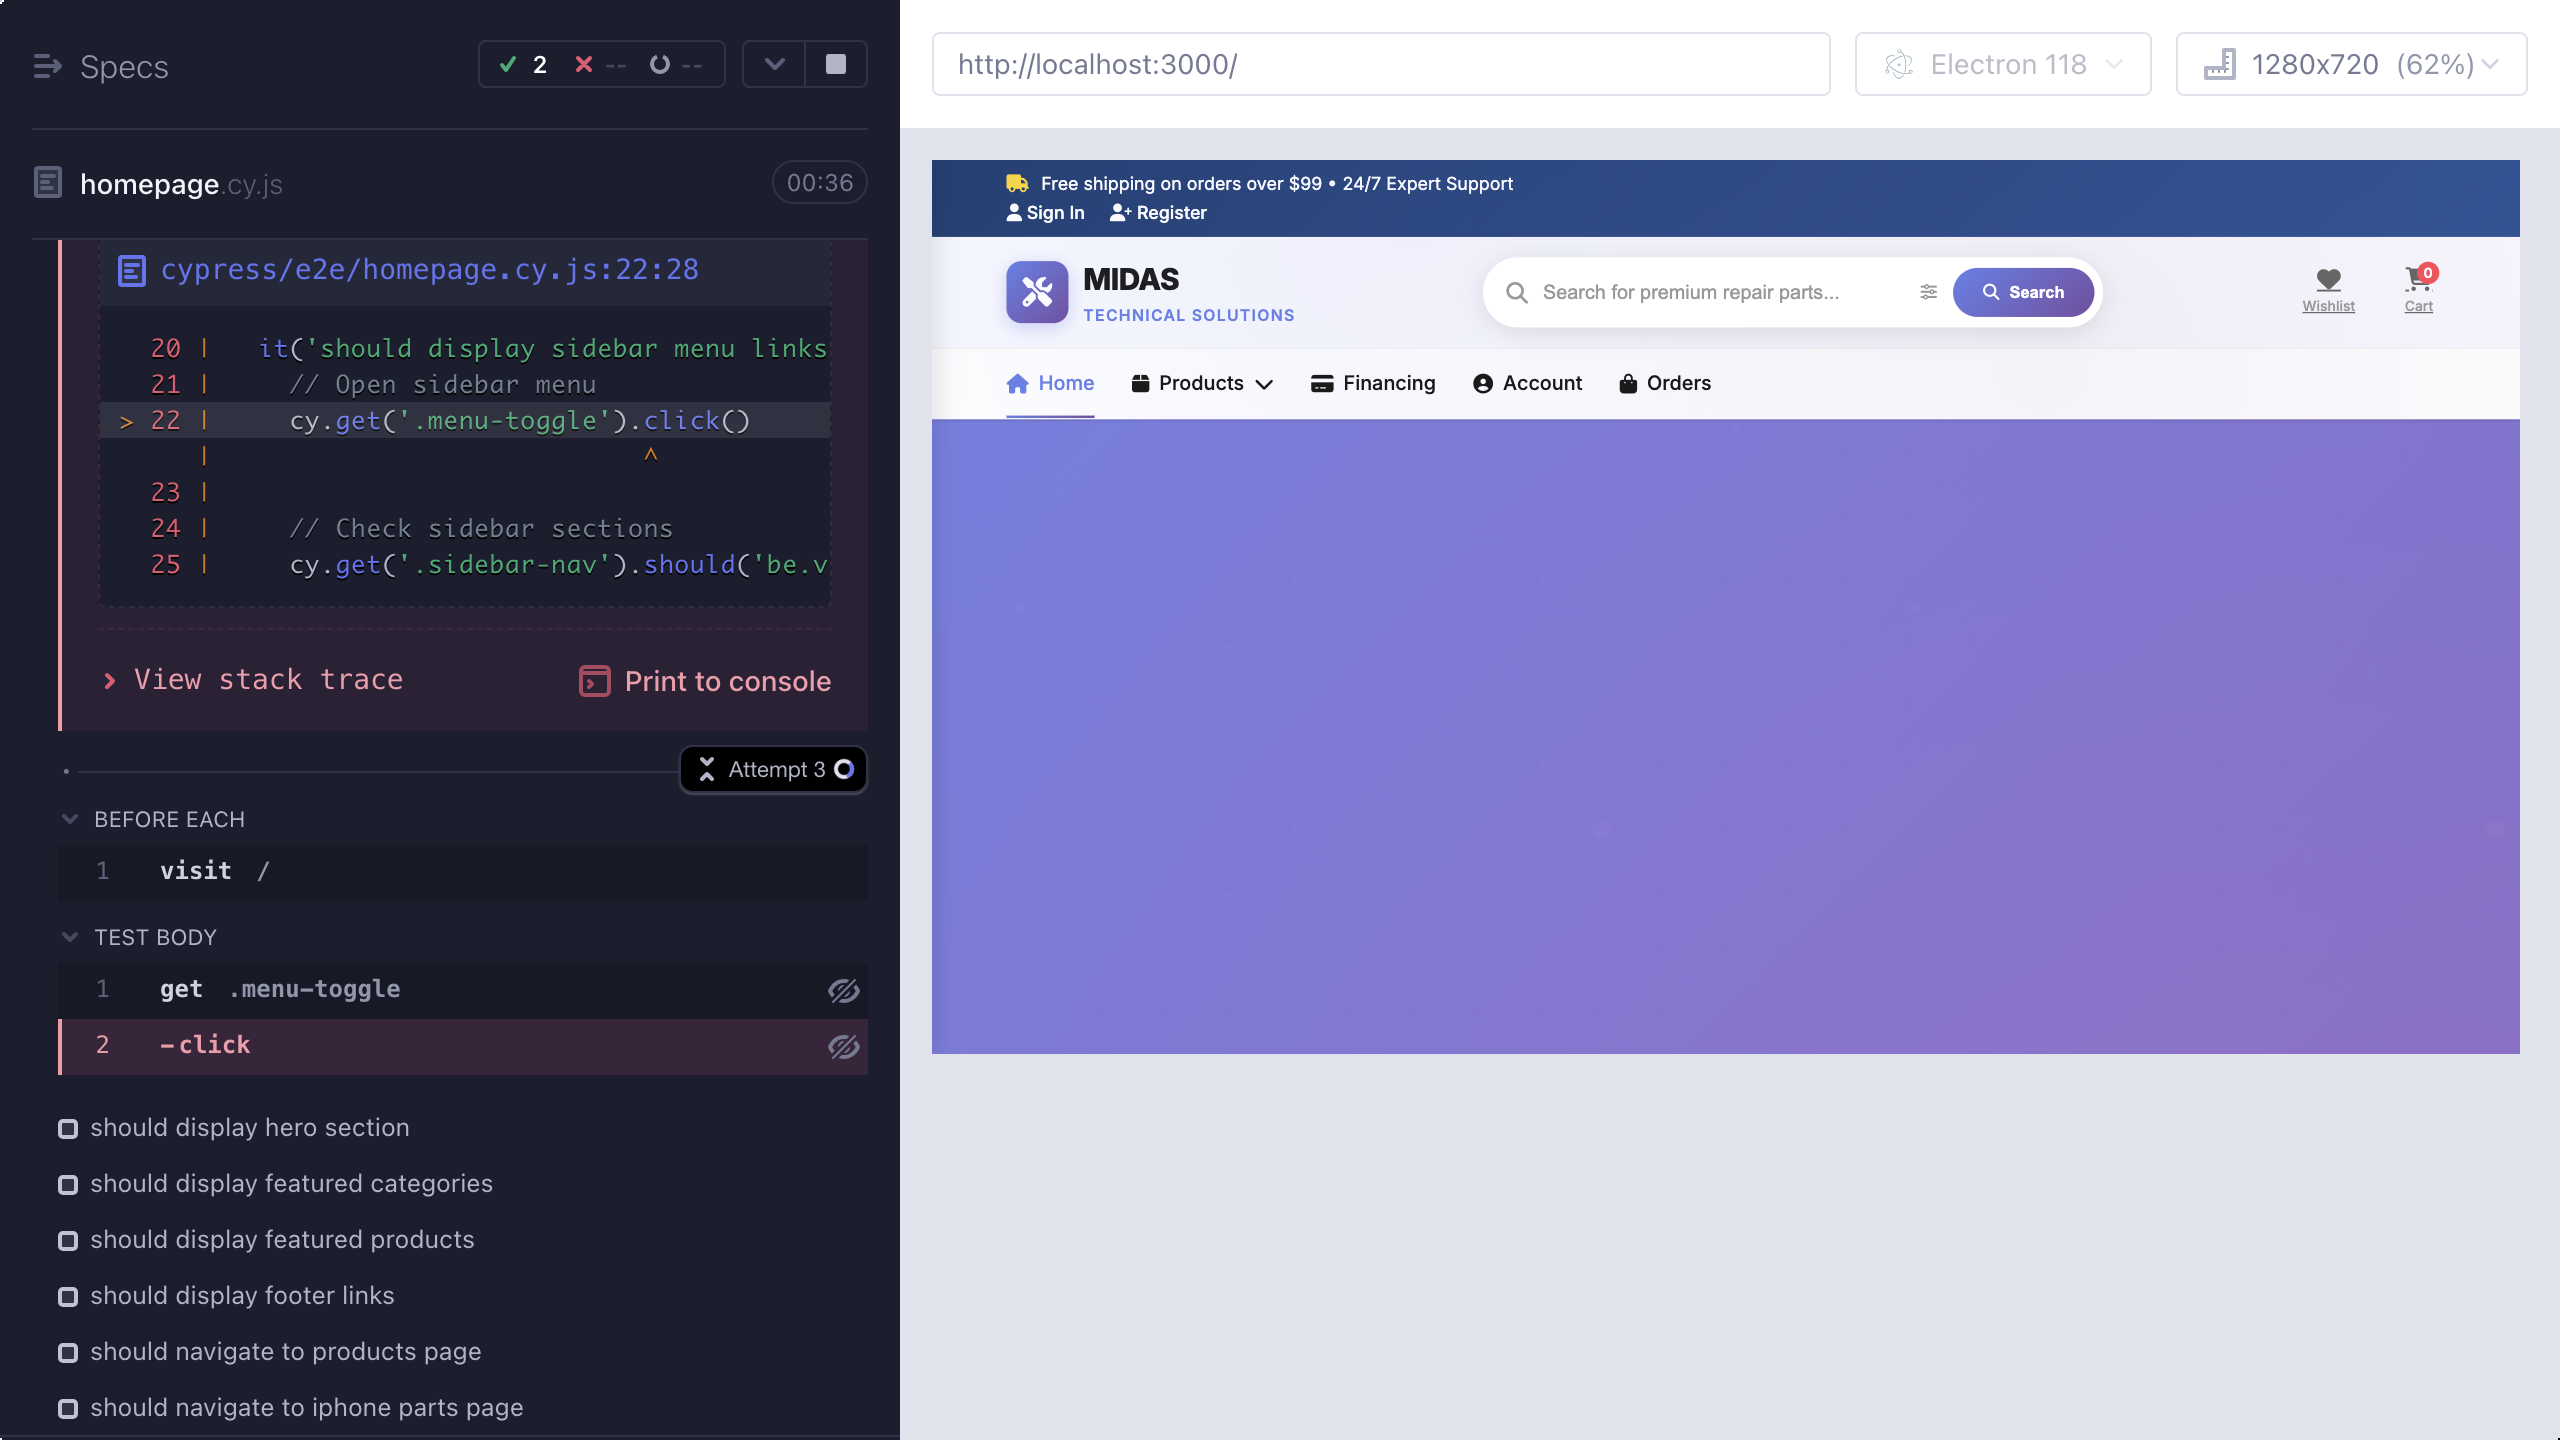 Specs
2 -- --
homepage.cy.js
00:36
cypress/e2e/homepage.cy.js:22:28
20 | it('should display sidebar menu links
21 | // Open sidebar menu
> 22 | cy.get('.menu-toggle').click()
| ^
23 |
24 | // Check sidebar sections
25 | cy.get('.sidebar-nav').should('be.v
View stack trace
Print to console
Attempt 3
BEFORE EACH
1 visit /
TEST BODY
1 get .menu-toggle
2 -click
should display hero section
should display featured categories
should display featured products
should display footer links
should navigate to products page
should navigate to iphone parts page
http://localhost:3000/
Electron 118
1280x720 (62%)
Free shipping on orders over $99 • 24/7 Expert Support
Sign In Register
MIDAS
TECHNICAL SOLUTIONS
Search for premium repair parts...
Search
Wishlist
0
Cart
Home Products Financing Account Orders